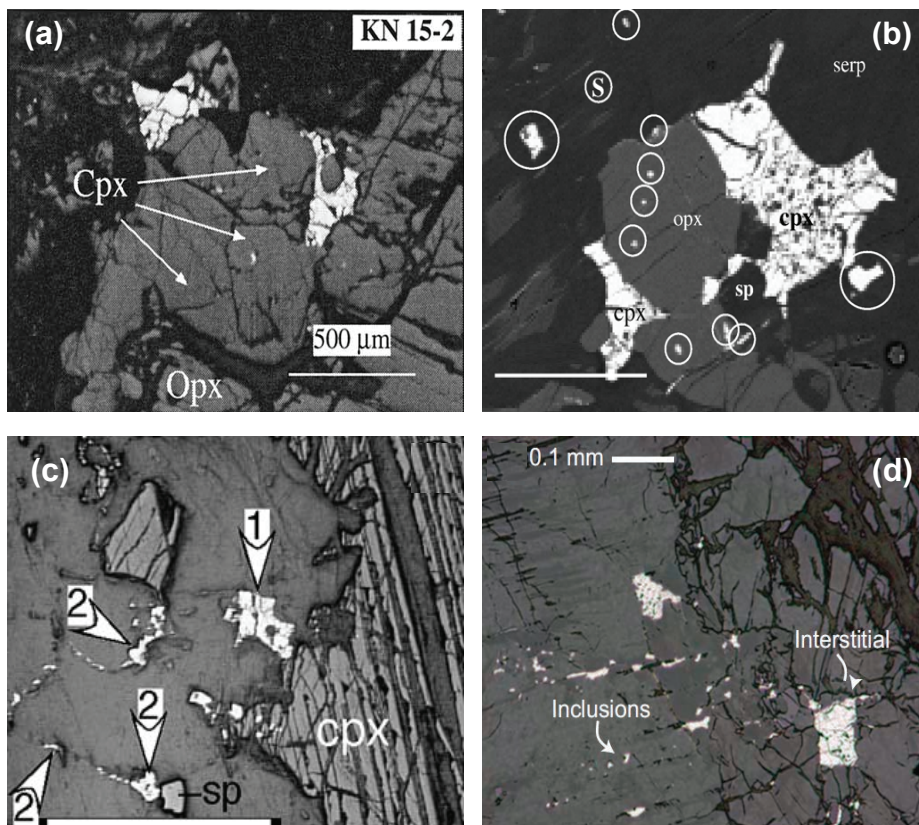 (a)
KN 15-2
Cpx
500 µm
Opx
(b)
serp
S
opx
cpx
sp
cpx
(c)
1
2
2
cpx
2
sp
(d)
0.1 mm
Interstitial
Inclusions